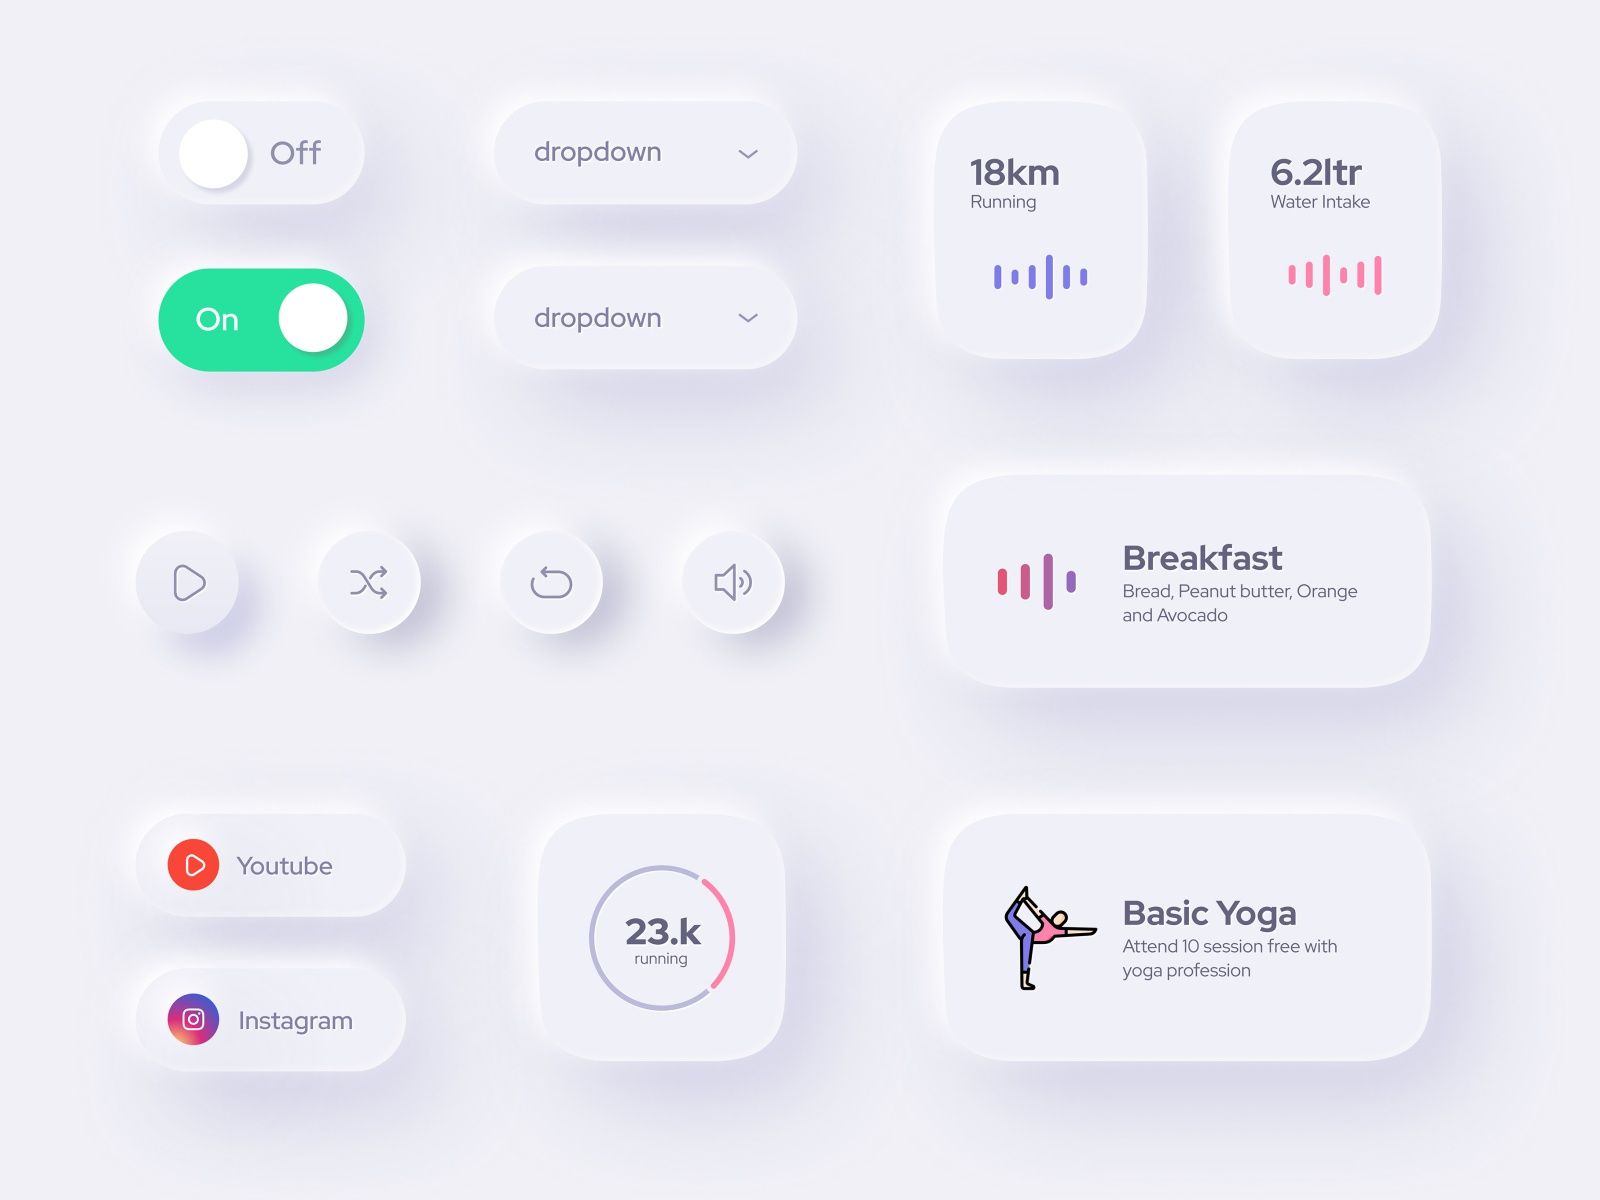 Off
On
dropdown
dropdown
18km
Running
6.2ltr
Water Intake
Breakfast
Bread, Peanut butter, Orange
and Avocado
Youtube
Instagram
23.k
running
Basic Yoga
Attend 10 session free with
yoga profession